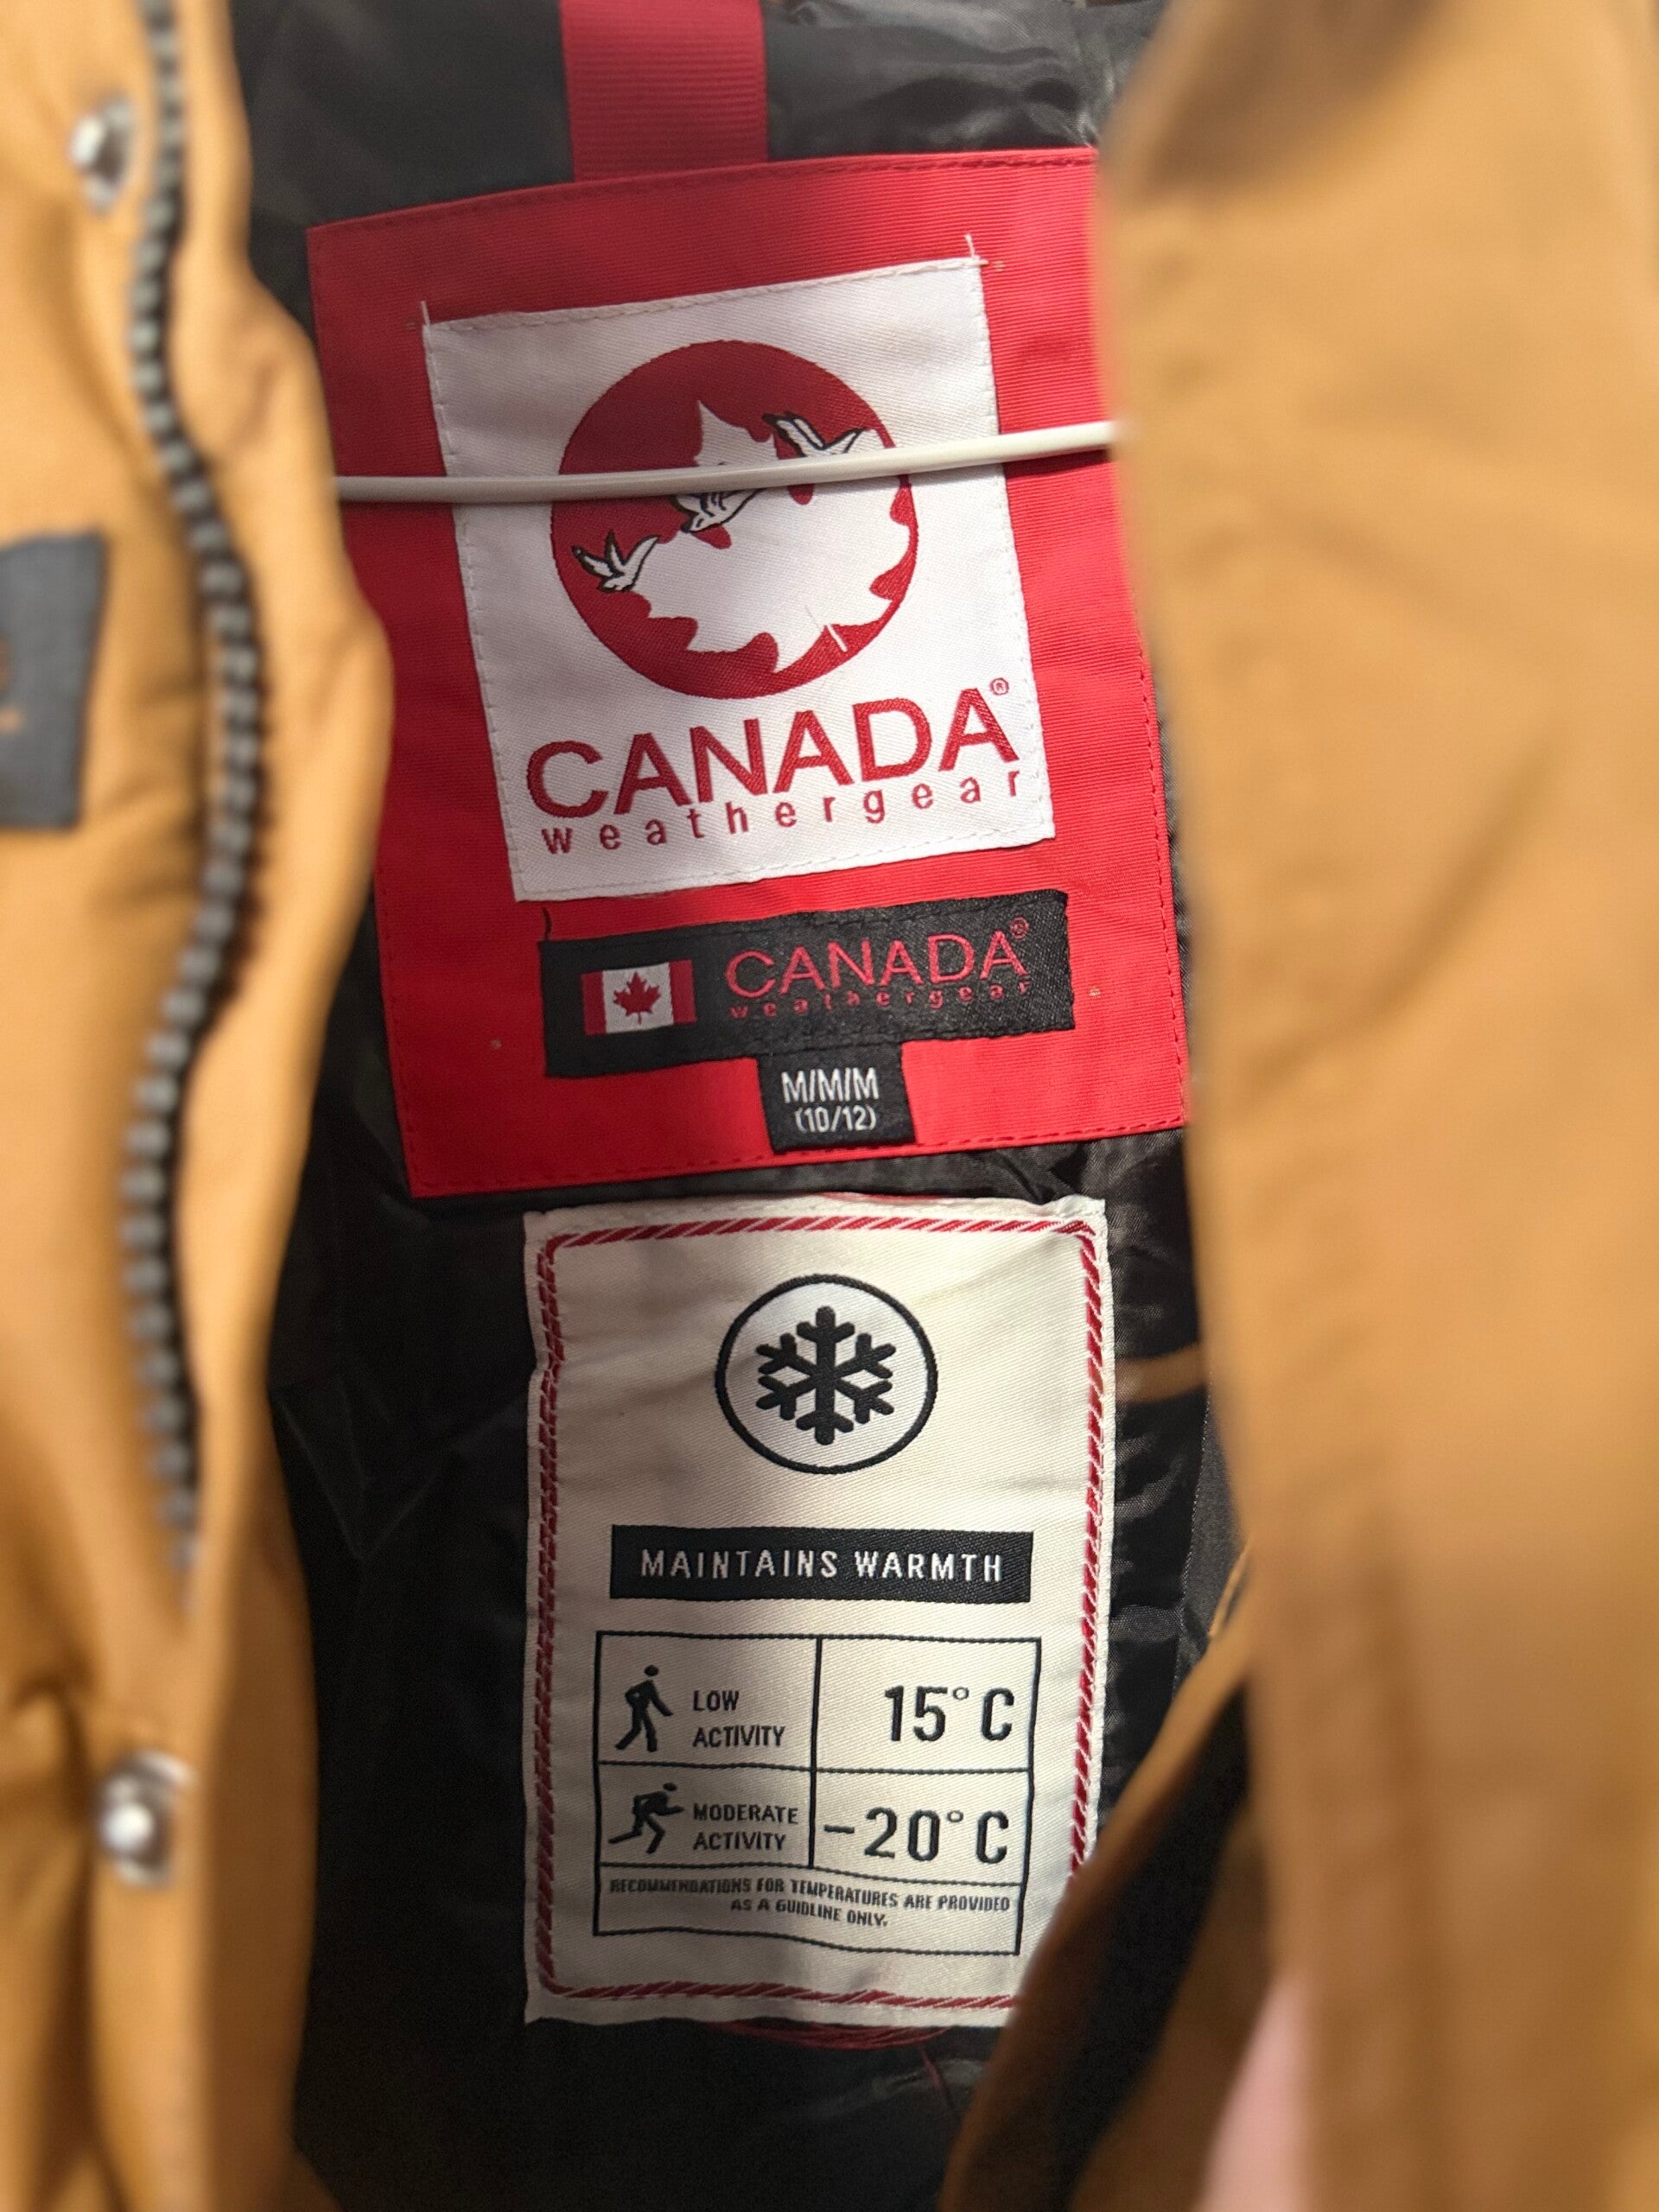 CANADA®
weathergear
CANADA®
weathergear
M/M/M
(10/12)
MAINTAINS WARMTH
LOW
ACTIVITY
15°C
MODERATE
ACTIVITY
-20°C
RECOMMENDATIONS FOR TEMPERATURES ARE PROVIDED
AS A GUIDLINE ONLY.